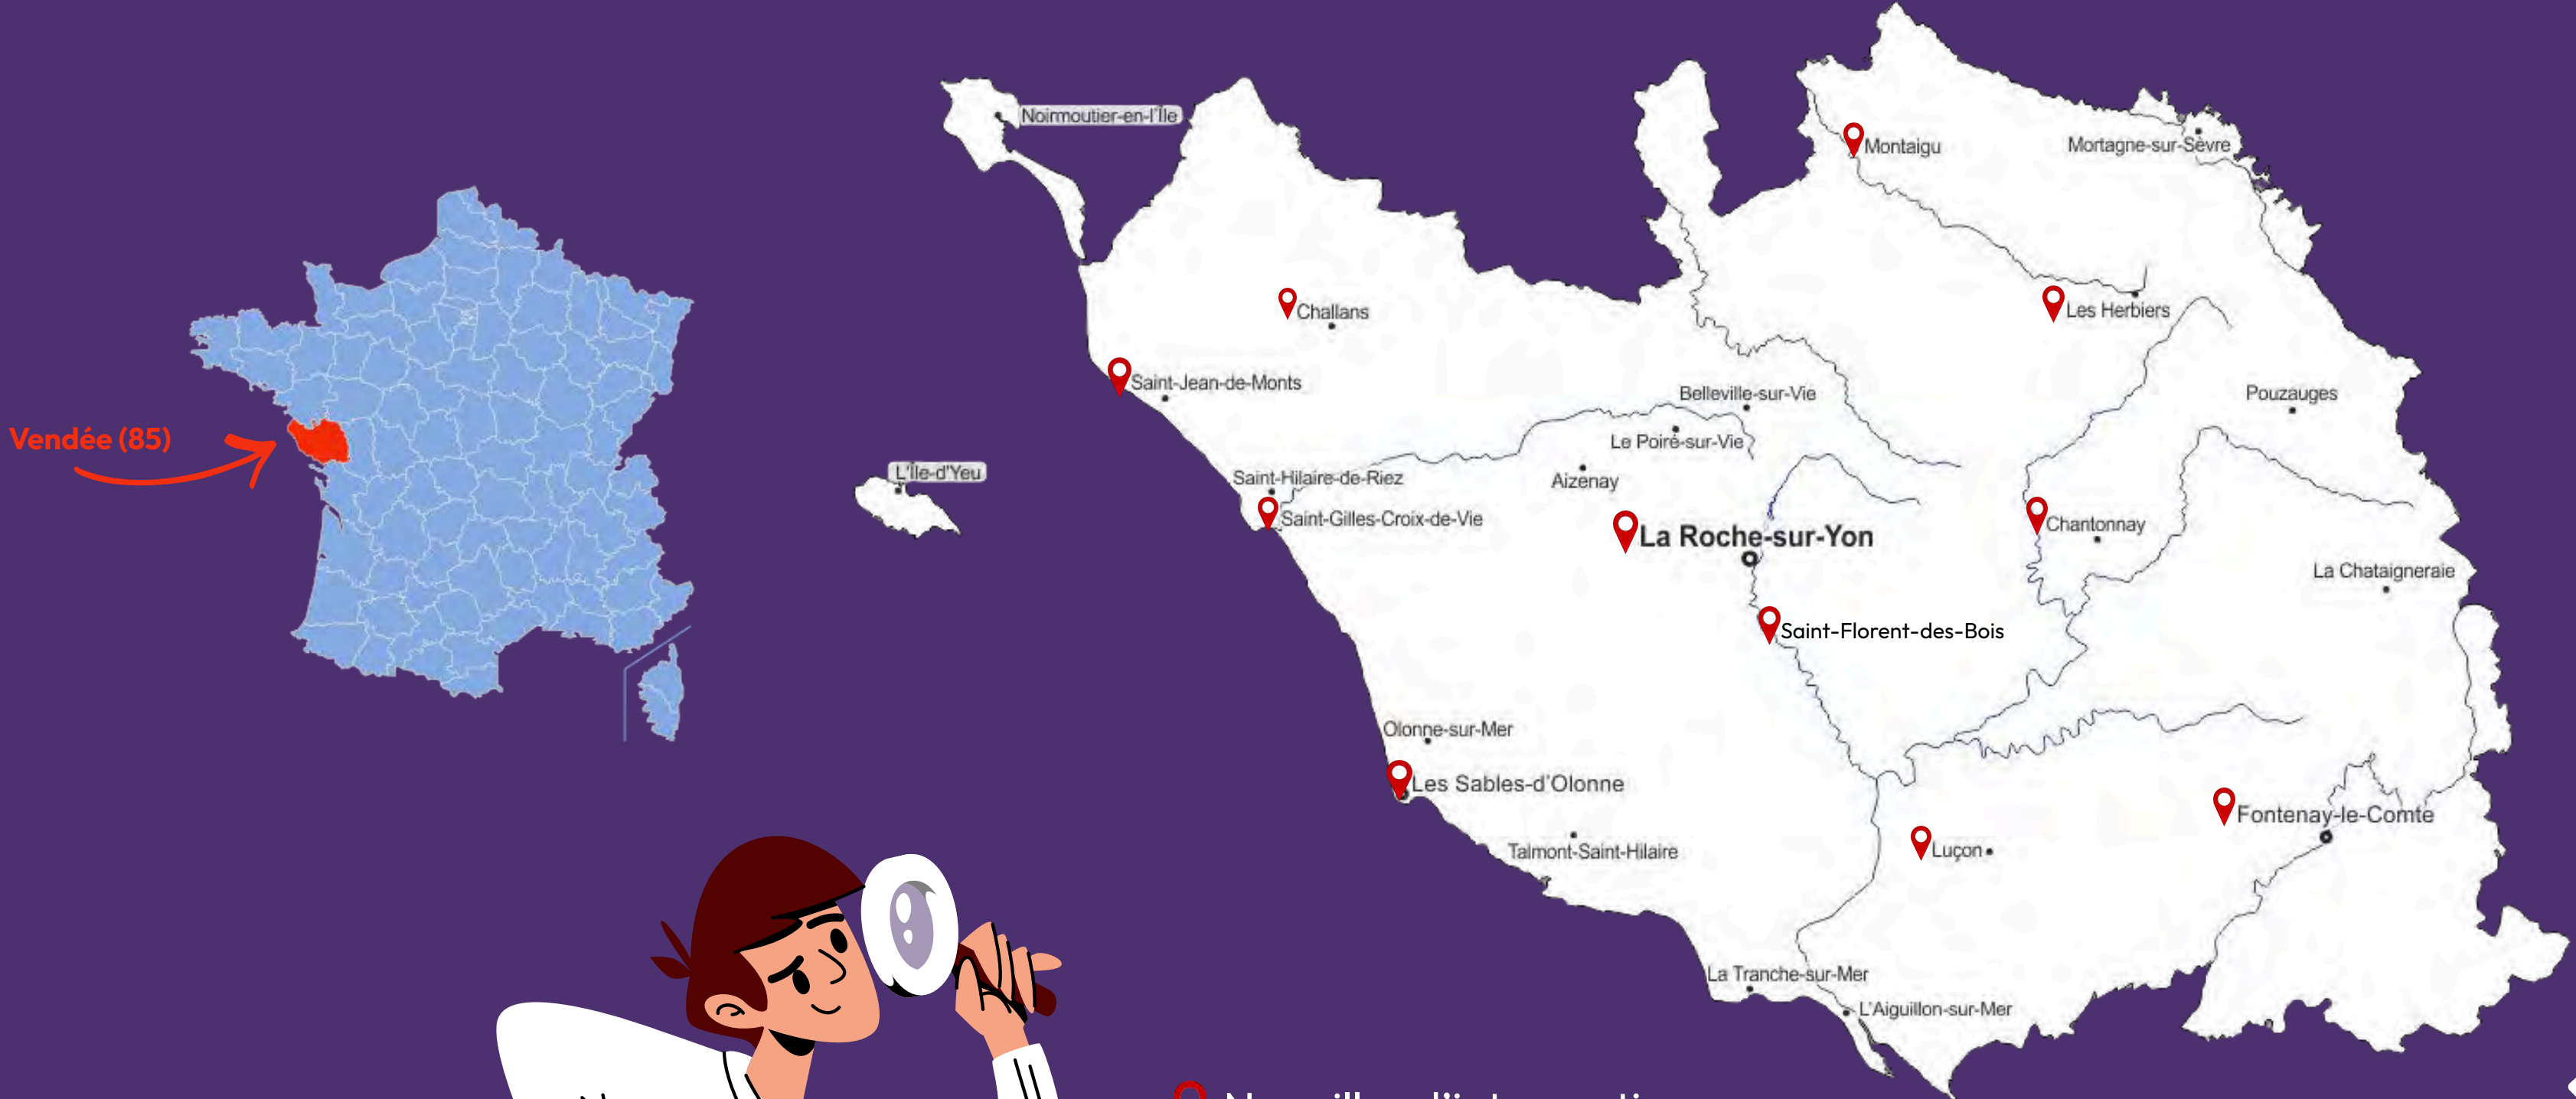 Noirmoutier-en-l'Île
Montaigu
Mortagne-sur-Sèvre
Challans
Les Herbiers
Saint-Jean-de-Monts
Belleville-sur-Vie
Pouzauges
Vendée (85)
Le Poiré-sur-Vie
L'Île-d'Yeu
Saint-Hilaire-de-Riez
Aizenay
Saint-Gilles-Croix-de-Vie
La Roche-sur-Yon
Chantonnay
La Chataigneraie
Saint-Florent-des-Bois
Olonne-sur-Mer
Les Sables-d'Olonne
Fontenay-le-Comte
Talmont-Saint-Hilaire
Luçon
La Tranche-sur-Mer
L'Aiguillon-sur-Mer